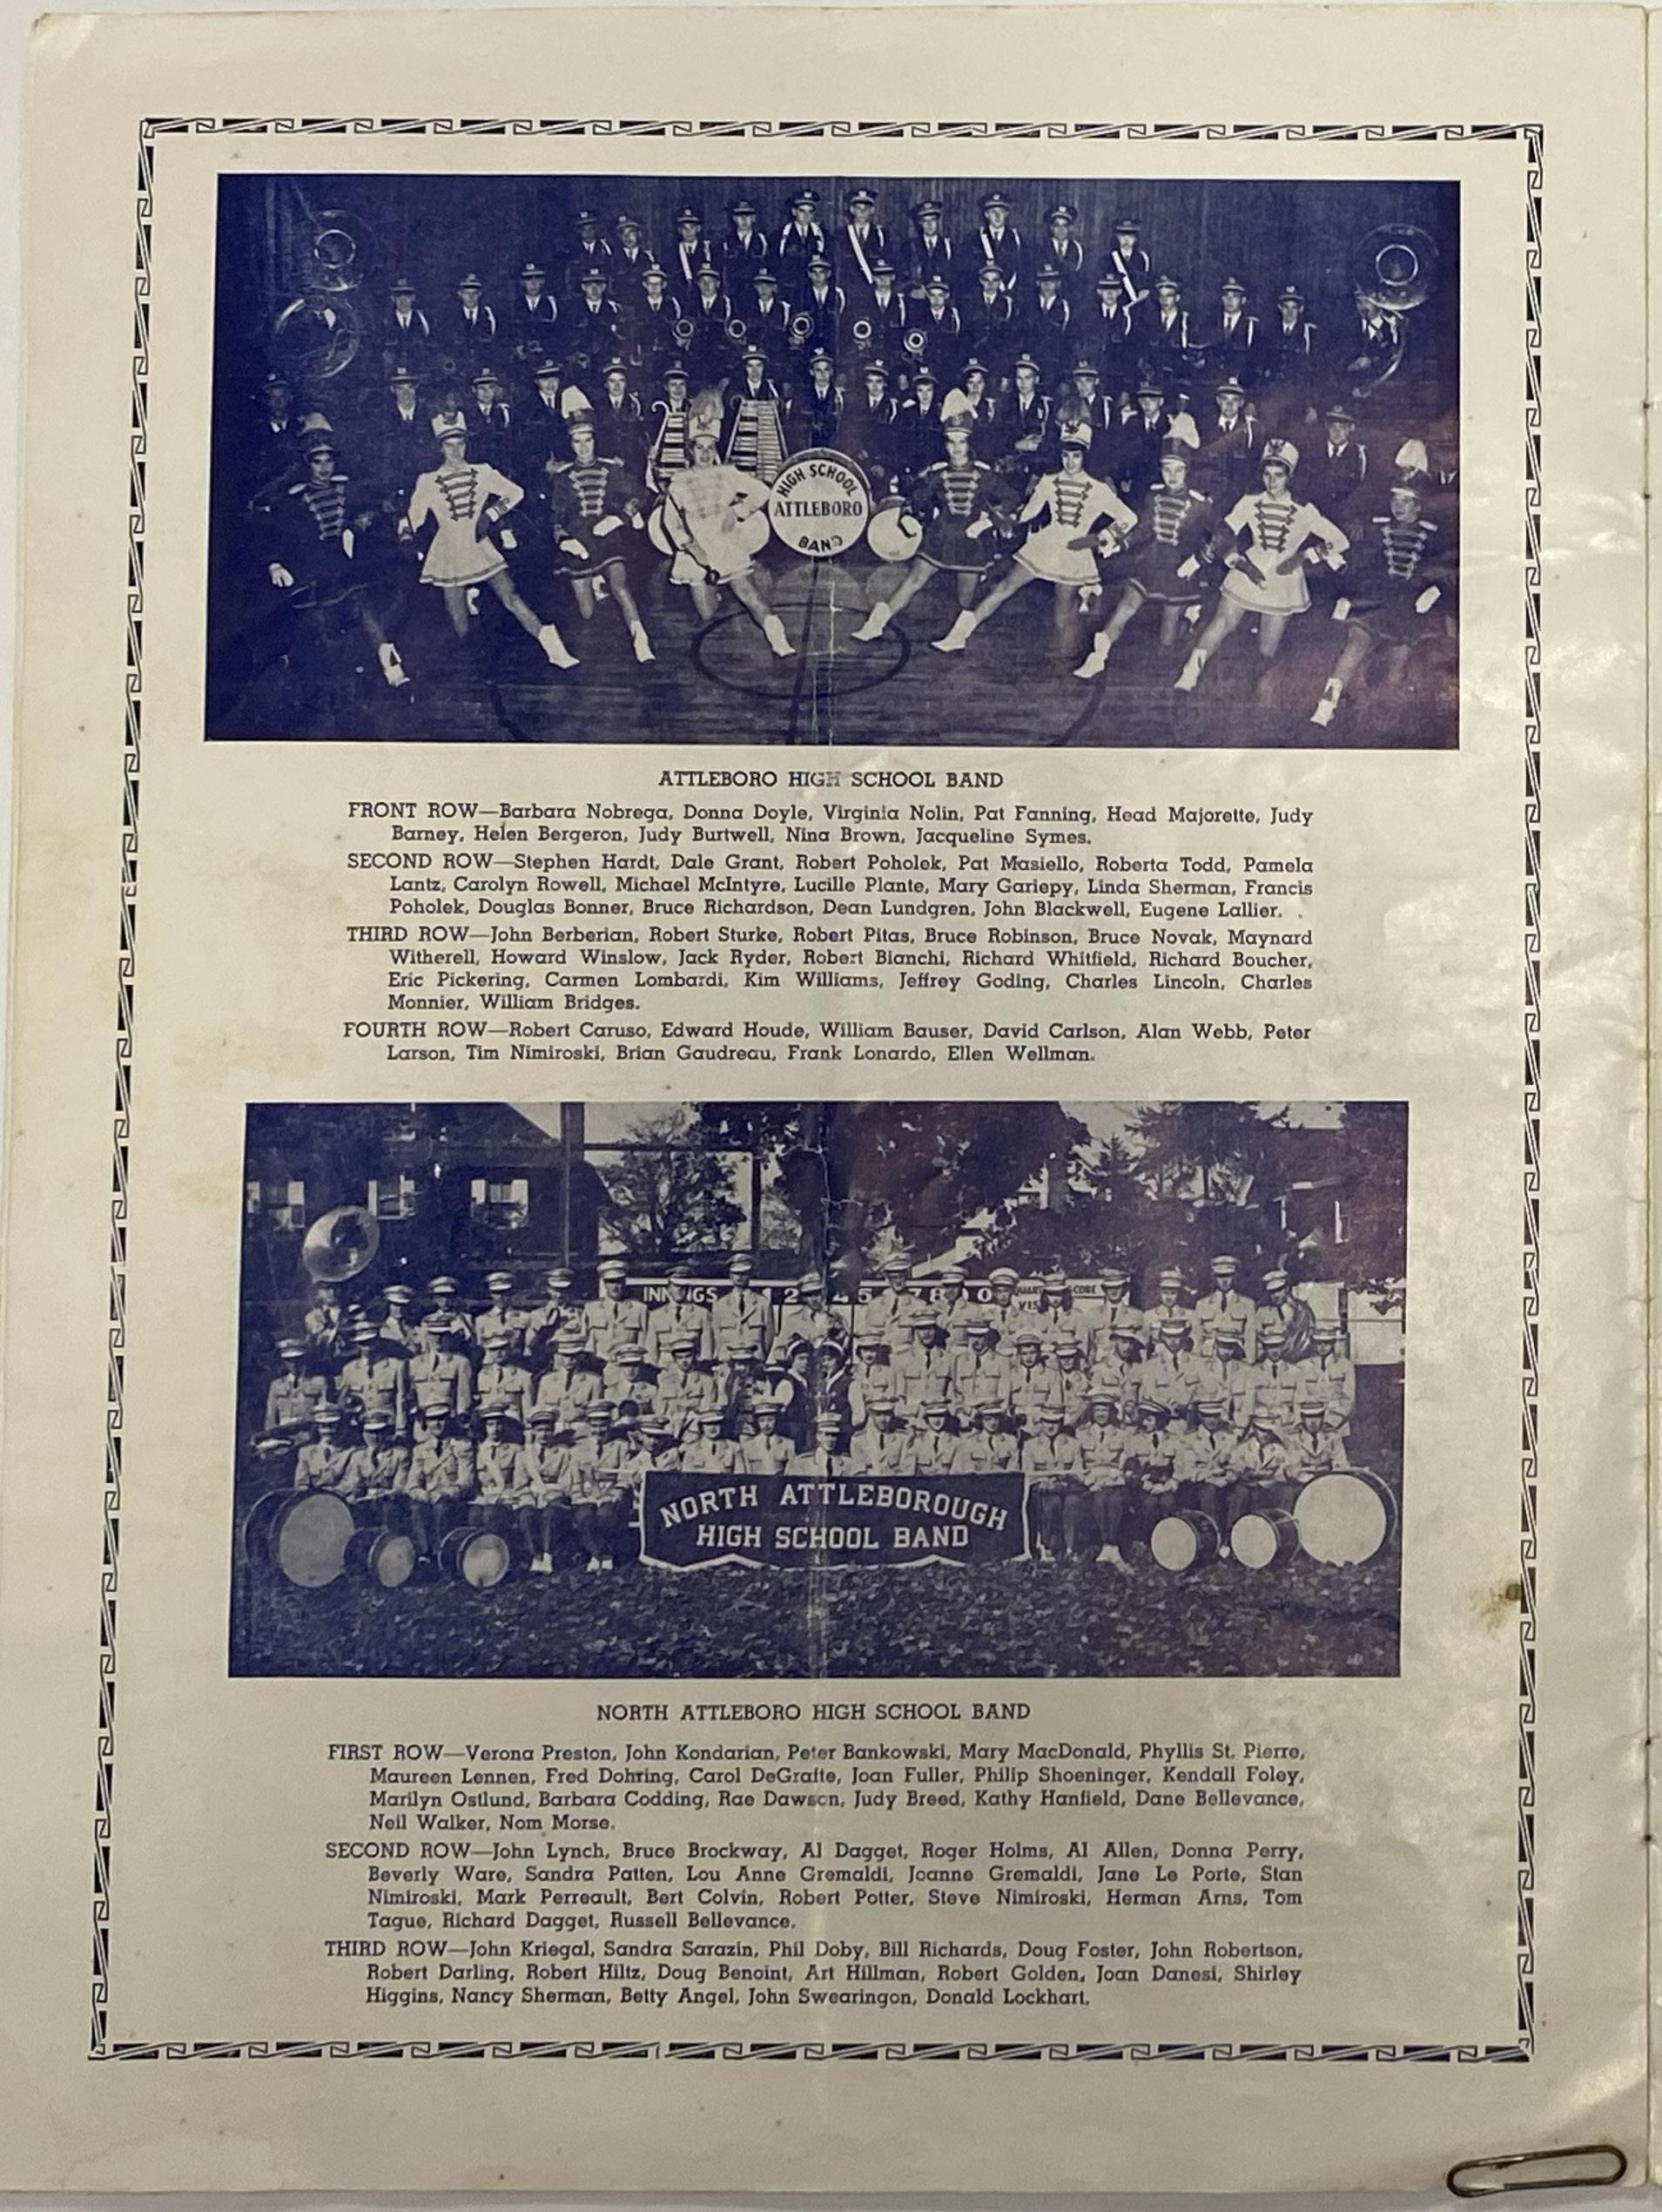 HIGH SCHOOL
ATTLEBORO
BAND
ATTLEBORO HIGH SCHOOL BAND
FRONT ROW—Barbara Nobrega, Donna Doyle, Virginia Nolin, Pat Fanning, Head Majorette, Judy
Barney, Helen Bergeron, Judy Burtwell, Nina Brown, Jacqueline Symes.
SECOND ROW—Stephen Hardt, Dale Grant, Robert Poholek, Pat Masiello, Roberta Todd, Pamela
Lantz, Carolyn Rowell, Michael McIntyre, Lucille Plante, Mary Gariepy, Linda Sherman, Francis
Poholek, Douglas Bonner, Bruce Richardson, Dean Lundgren, John Blackwell, Eugene Lallier.
THIRD ROW—John Berberian, Robert Sturke, Robert Pitas, Bruce Robinson, Bruce Novak, Maynard
Witherell, Howard Winslow, Jack Ryder, Robert Bianchi, Richard Whitfield, Richard Boucher,
Eric Pickering, Carmen Lombardi, Kim Williams, Jeffrey Goding, Charles Lincoln, Charles
Monnier, William Bridges.
FOURTH ROW—Robert Caruso, Edward Houde, William Bauser, David Carlson, Alan Webb, Peter
Larson, Tim Nimiroski, Brian Gaudreau, Frank Lonardo, Ellen Wellman.
NORTH ATTLEBOROUGH
HIGH SCHOOL BAND
NORTH ATTLEBORO HIGH SCHOOL BAND
FIRST ROW—Verona Preston, John Kondarian, Peter Bankowski, Mary MacDonald, Phyllis St. Pierre,
Maureen Lennen, Fred Dohring, Carol DeGrafte, Joan Fuller, Philip Shoeninger, Kendall Foley,
Marilyn Ostlund, Barbara Codding, Rae Dawson, Judy Breed, Kathy Hanfield, Dane Bellevance,
Neil Walker, Nom Morse.
SECOND ROW—John Lynch, Bruce Brockway, Al Dagget, Roger Holms, Al Allen, Donna Perry,
Beverly Ware, Sandra Patten, Lou Anne Gremaldi, Joanne Gremaldi, Jane Le Porte, Stan
Nimiroski, Mark Perreault, Bert Colvin, Robert Potter, Steve Nimiroski, Herman Arns, Tom
Tague, Richard Dagget, Russell Bellevance.
THIRD ROW—John Kriegal, Sandra Sarazin, Phil Doby, Bill Richards, Doug Foster, John Robertson,
Robert Darling, Robert Hiltz, Doug Benoint, Art Hillman, Robert Golden, Joan Danesi, Shirley
Higgins, Nancy Sherman, Betty Angel, John Swearingon, Donald Lockhart.